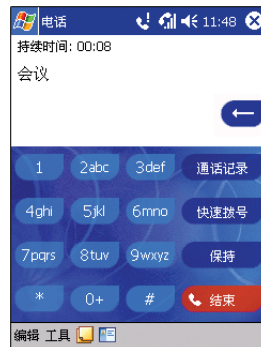 电话 11:48
持续时间: 00:08
会议
1 2abc 3def 通话记录
4ghi 5jkl 6mno 快速拨号
7pqrs 8tuv 9wxyz 保持
* 0+ # 结束
编辑 工具